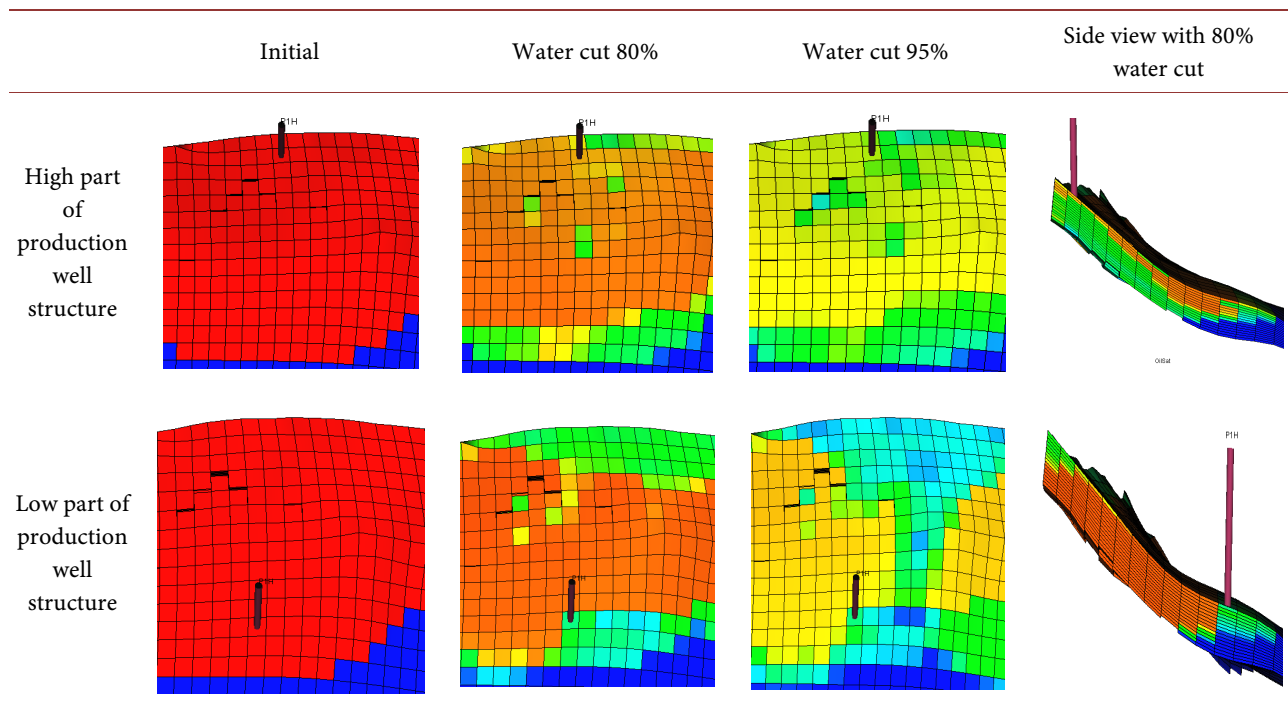 Initial
Water cut 80%
Water cut 95%
Side view with 80%
water cut
High part
of
production
well
structure
P1H
P1H
P1H
OilSat
Low part of
production
well
structure
P1H
P1H
P1H
P1H